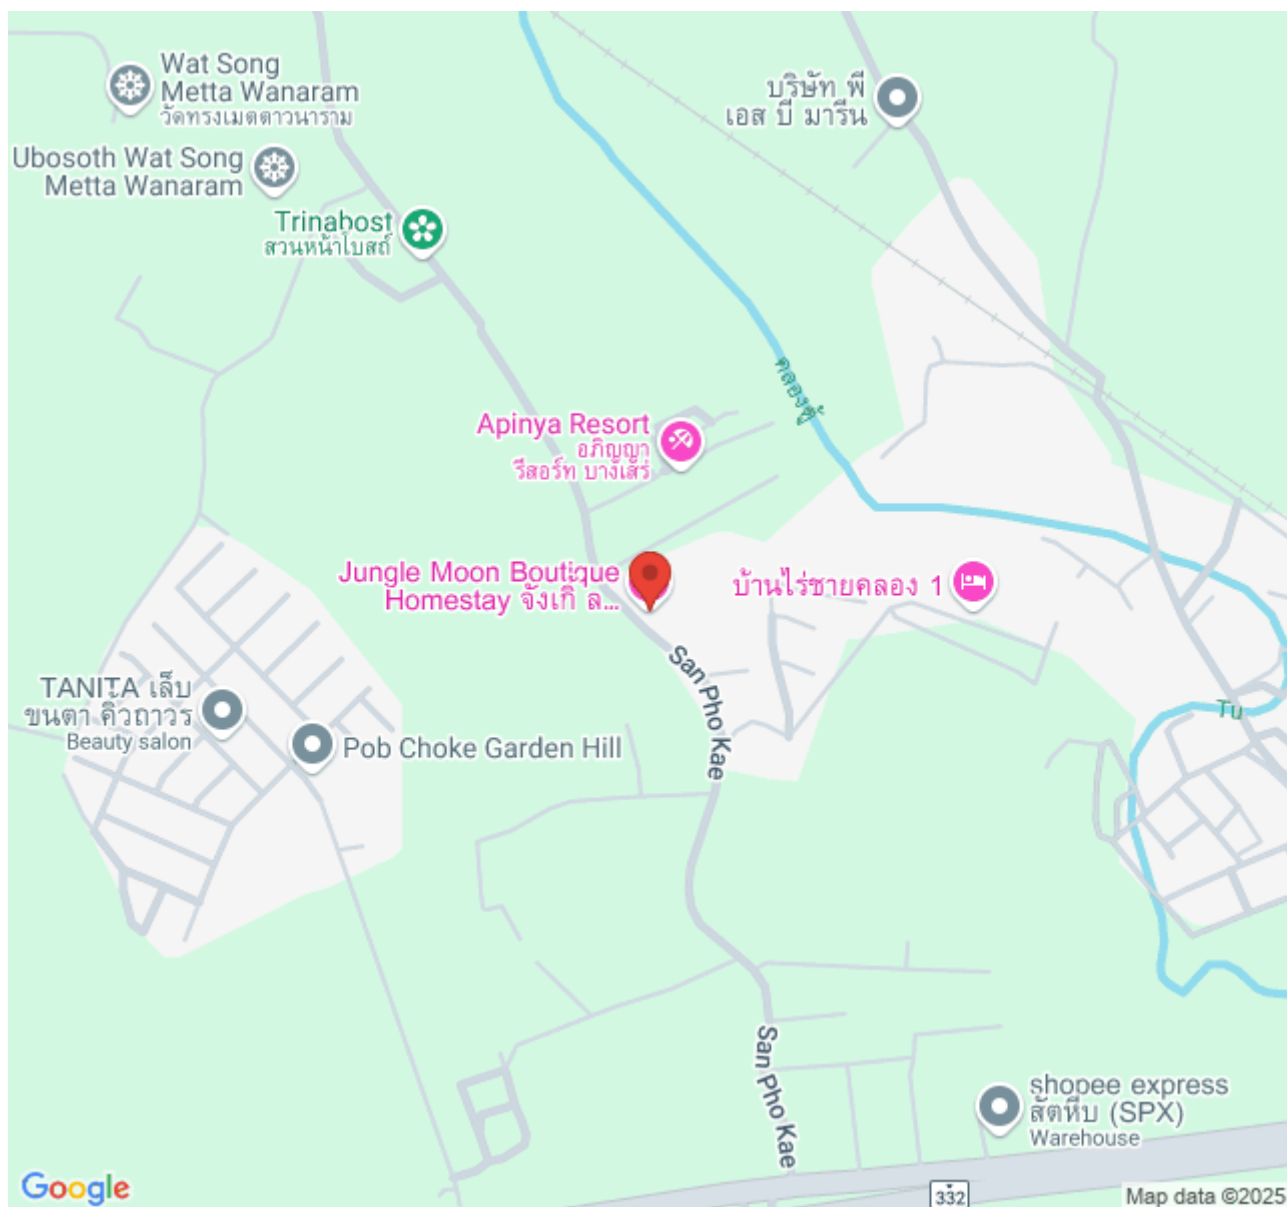 Wat Song
Metta Wanaram
วัดทรงเมตตาวนาราม
Ubosoth Wat Song
Metta Wanaram
Trinabost
สวนหน้าโบสถ์
บริษัท พี
เอส บี มารีน
Apinya Resort
อภิญญา
รีสอร์ท บางเสร่
Jungle Moon Boutique
Homestay จังเกิ้ ล...
บ้านไร่ชายคลอง 1
San Pho Kae
TANITA เล็บ
ขนตา คิ้วถาวร
Beauty salon
Pob Choke Garden Hill
Tu
San Pho Kae
shopee express
สัตหีบ (SPX)
Warehouse
332
Google
Map data ©2025